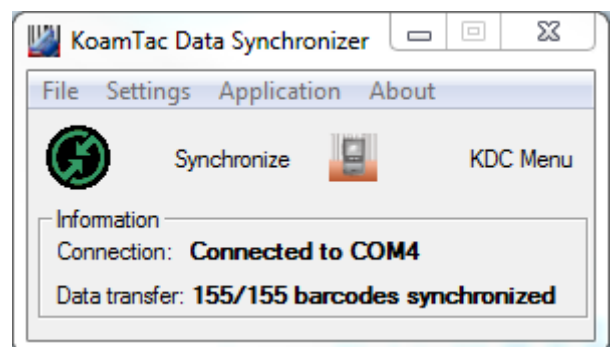 KoamTac Data Synchronizer
File Settings Application About
Synchronize KDC Menu
Information
Connection: Connected to COM4
Data transfer: 155/155 barcodes synchronized